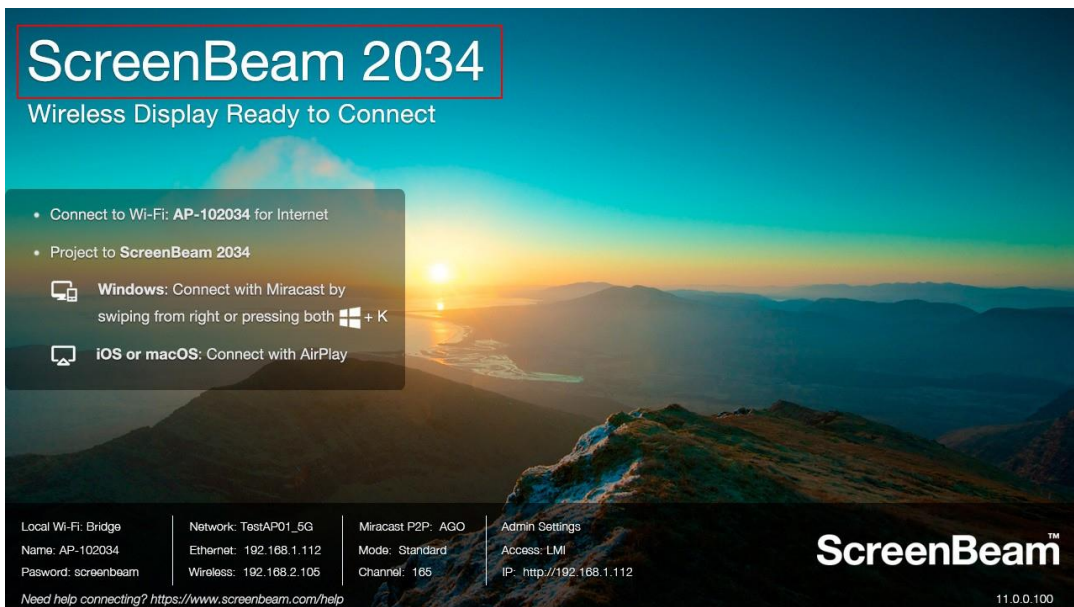 ScreenBeam 2034
Wireless Display Ready to Connect
• Connect to Wi-Fi: AP-102034 for Internet
• Project to ScreenBeam 2034
Windows: Connect with Miracast by
swiping from right or pressing both + K
iOS or macOS: Connect with AirPlay
Local Wi-Fi: Bridge
Name: AP-102034
Pasword: screenbeam
Network: TestAP01_5G
Ethernet: 192.168.1.112
Wireless: 192.168.2.105
Miracast P2P: AGO
Mode: Standard
Channel: 165
Admin Settings
Access: LMI
IP: http://192.168.1.112
ScreenBeam™
Need help connecting? https://www.screenbeam.com/help
11.0.0.100